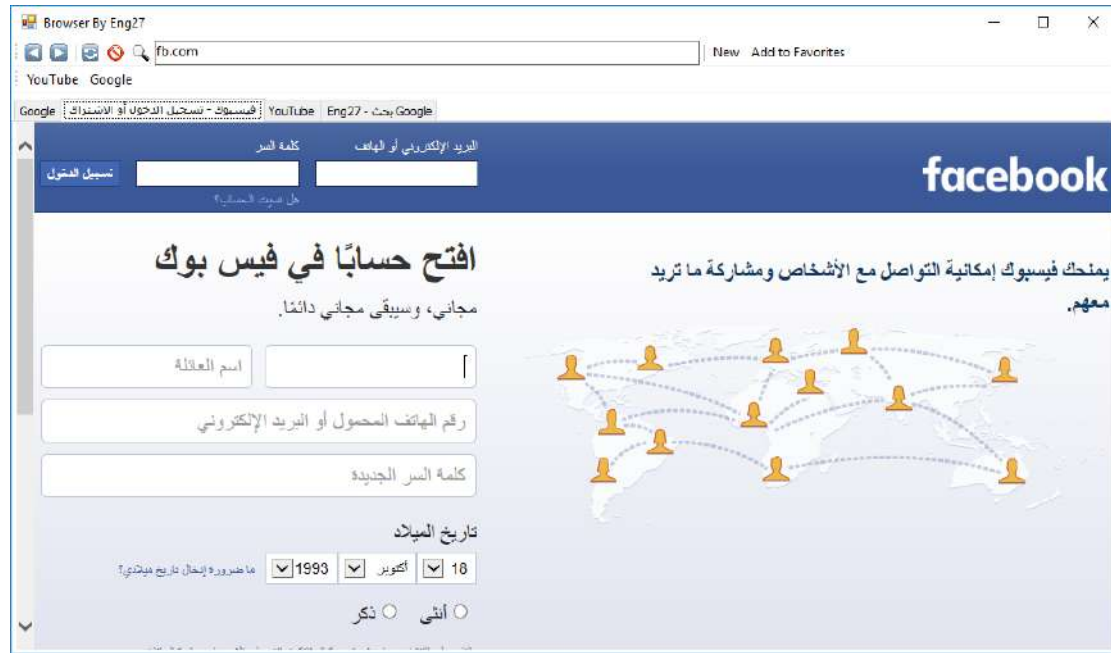 Browser By Eng27
fb.com
New Add to Favorites
YouTube Google
Google
فيسبوك - تسجيل الدخول أو الاشتراك
YouTube
Eng27 - بحث Google
facebook
البريد الإلكتروني أو الهاتف
كلمة السر
تسجيل الدخول
هل نسيت الحساب؟
افتح حسابًا في فيس بوك
مجاني، وسيبقى مجاني دائمًا.
اسم العائلة
رقم الهاتف المحمول أو البريد الإلكتروني
كلمة السر الجديدة
تاريخ الميلاد
18 أكتوبر 1993
ما ضرورة إدخال تاريخ ميلادي؟
أنثى ذكر
يمنحك فيسبوك إمكانية التواصل مع الأشخاص ومشاركة ما تريد
معهم.